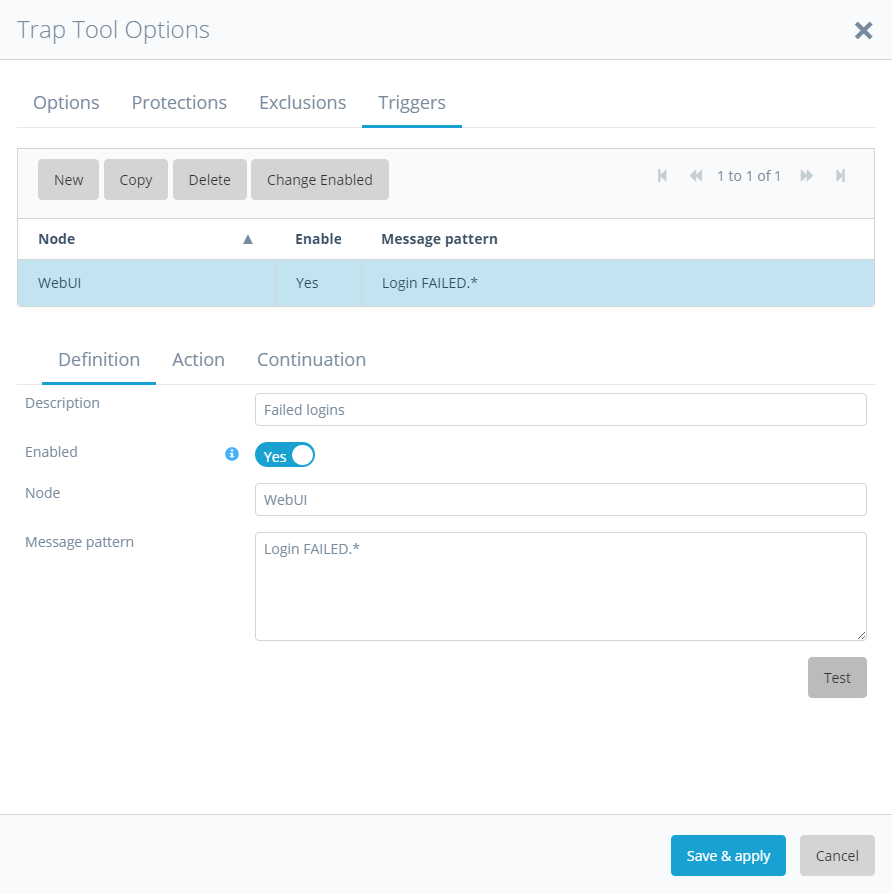 Trap Tool Options
Options Protections Exclusions Triggers
New Copy Delete Change Enabled 1 to 1 of 1
Node Enable Message pattern
WebUI Yes Login FAILED.*
Definition Action Continuation
Description Failed logins
Enabled Yes
Node WebUI
Message pattern Login FAILED.*
Test
Save & apply Cancel